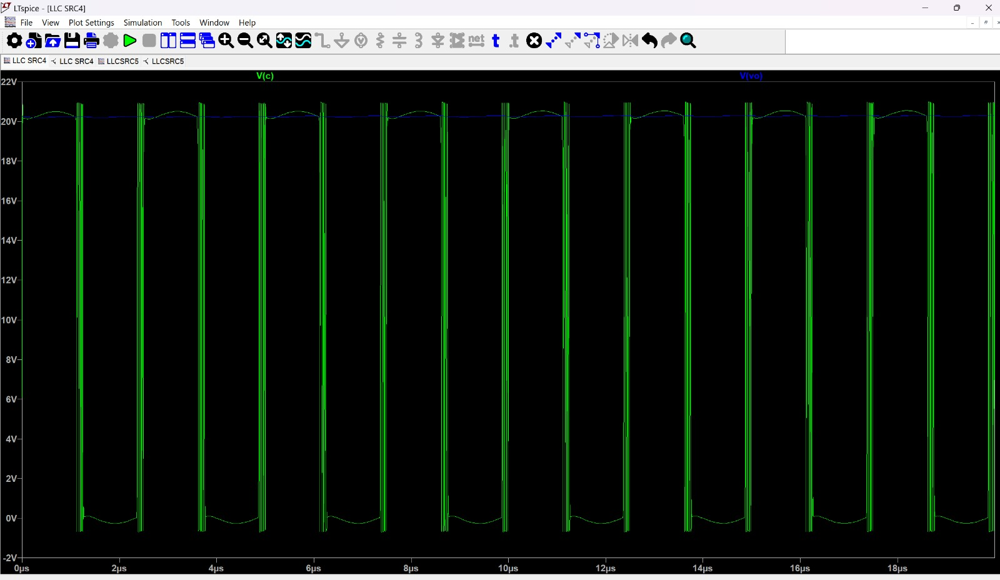 LTspice - [LLC SRC4]
File View Plot Settings Simulation Tools Window Help
net t .t
LLC SRC4 LLC SRC4 LLCSRC5 LLCSRC5
V(c) V(vo)
22V
20V
18V
16V
14V
12V
10V
8V
6V
4V
2V
0V
-2V
0µs 2µs 4µs 6µs 8µs 10µs 12µs 14µs 16µs 18µs